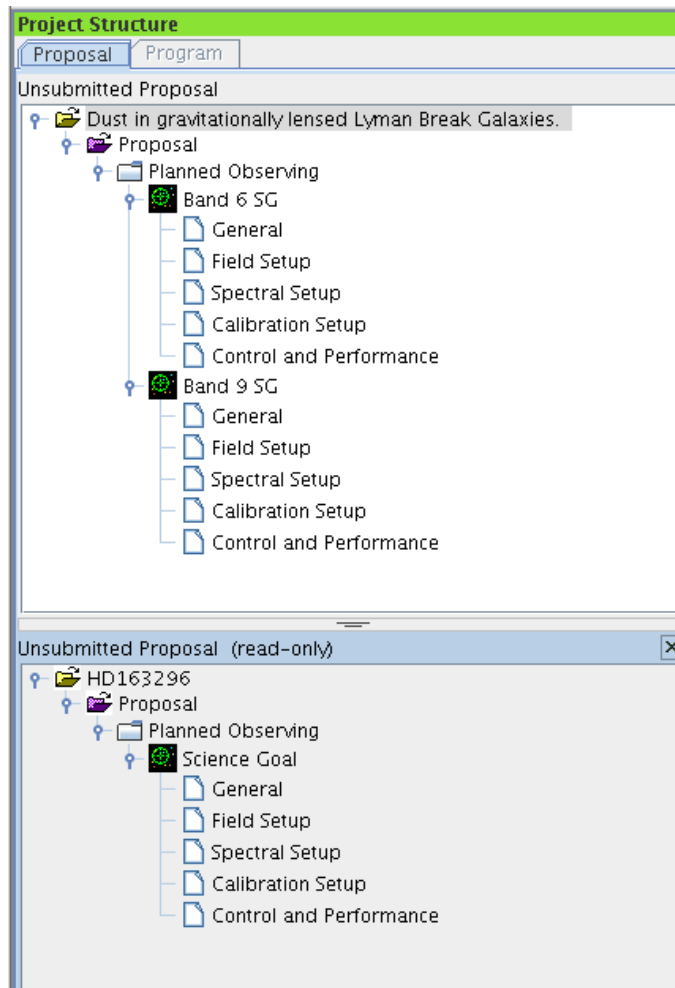 Project Structure
Proposal Program
Unsubmitted Proposal
Dust in gravitationally lensed Lyman Break Galaxies.
Proposal
Planned Observing
Band 6 SG
General
Field Setup
Spectral Setup
Calibration Setup
Control and Performance
Band 9 SG
General
Field Setup
Spectral Setup
Calibration Setup
Control and Performance
Unsubmitted Proposal (read-only)
HD163296
Proposal
Planned Observing
Science Goal
General
Field Setup
Spectral Setup
Calibration Setup
Control and Performance